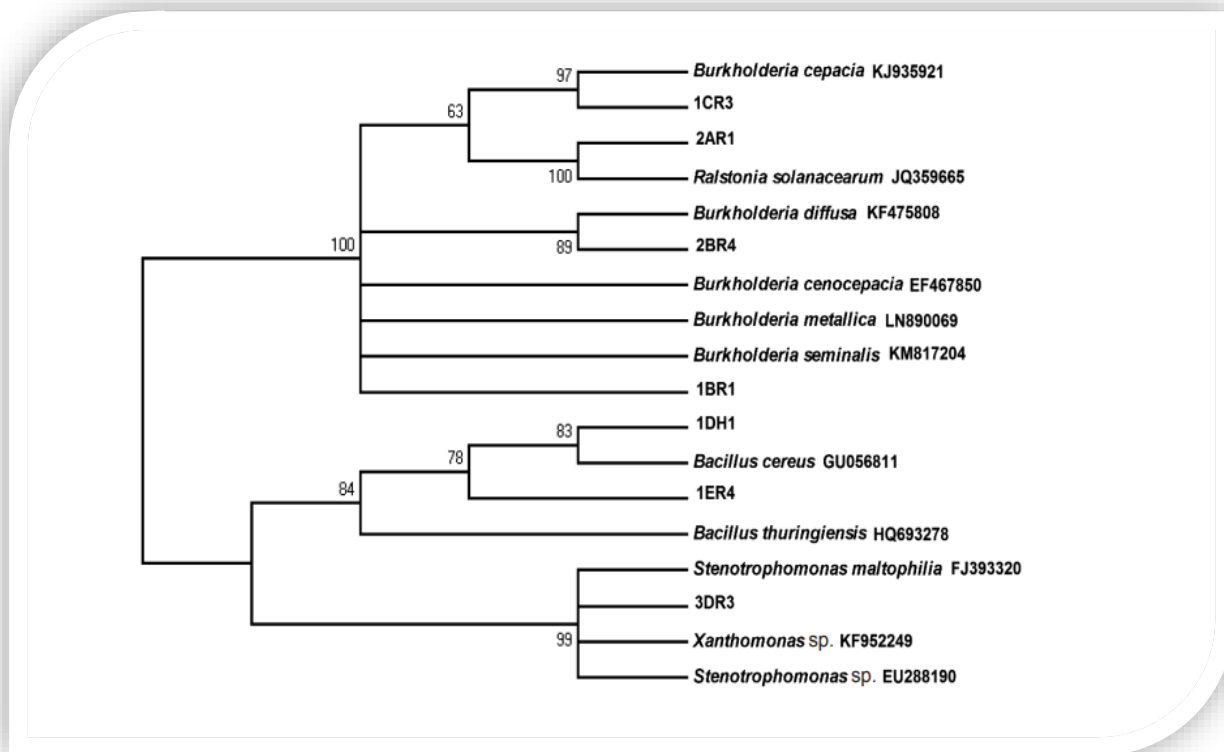 97
Burkholderia cepacia KJ935921
1CR3
63
2AR1
100
Ralstonia solanacearum JQ359665
Burkholderia diffusa KF475808
100
89
2BR4
Burkholderia cenocepacia EF467850
Burkholderia metallica LN890069
Burkholderia seminalis KM817204
1BR1
1DH1
83
Bacillus cereus GU056811
78
1ER4
84
Bacillus thuringiensis HQ693278
Stenotrophomonas maltophilia FJ393320
3DR3
99
Xanthomonas sp. KF952249
Stenotrophomonas sp. EU288190